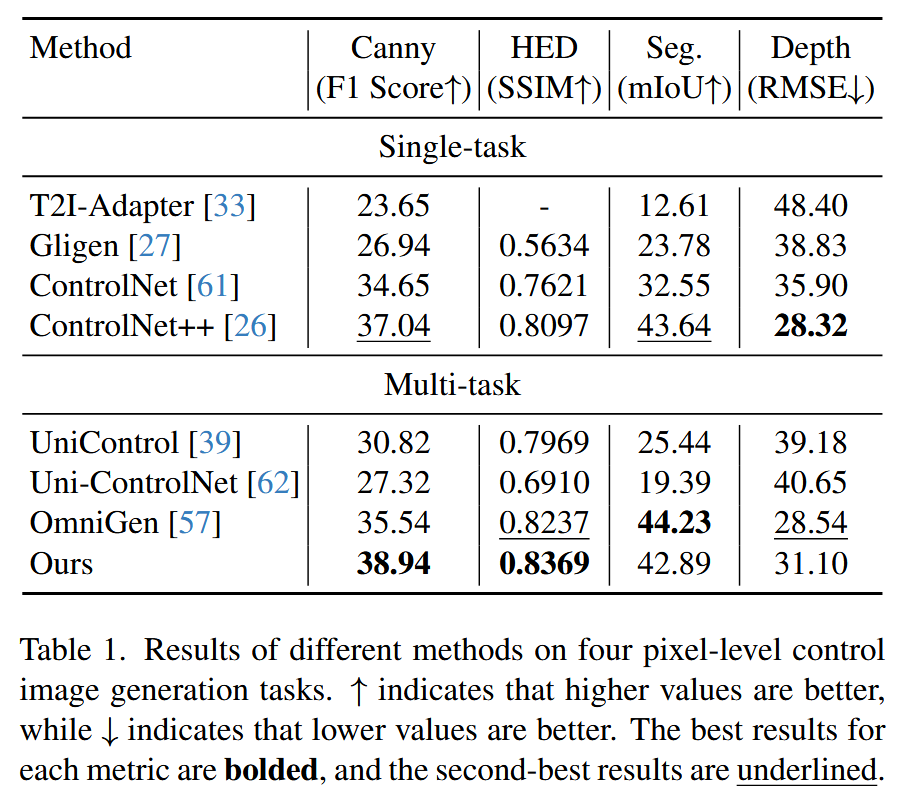 Method Canny HED Seg. Depth
(F1 Score↑) (SSIM↑) (mIoU↑) (RMSE↓)
Single-task
T2I-Adapter [33] 23.65 - 12.61 48.40
Gligen [27] 26.94 0.5634 23.78 38.83
ControlNet [61] 34.65 0.7621 32.55 35.90
ControlNet++ [26] 37.04 0.8097 43.64 28.32
Multi-task
UniControl [39] 30.82 0.7969 25.44 39.18
Uni-ControlNet [62] 27.32 0.6910 19.39 40.65
OmniGen [57] 35.54 0.8237 44.23 28.54
Ours 38.94 0.8369 42.89 31.10
Table 1. Results of different methods on four pixel-level control
image generation tasks. ↑ indicates that higher values are better,
while ↓ indicates that lower values are better. The best results for
each metric are bolded, and the second-best results are underlined.